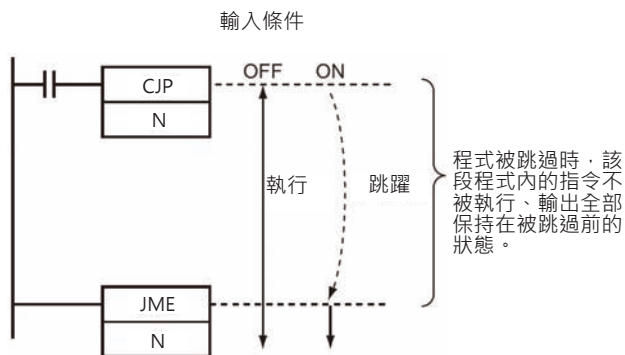 輸入條件
OFF ON
CJP
N
執行
跳躍
程式被跳過時，該
段程式內的指令不
被執行、輸出全部
保持在被跳過前的
狀態。
JME
N